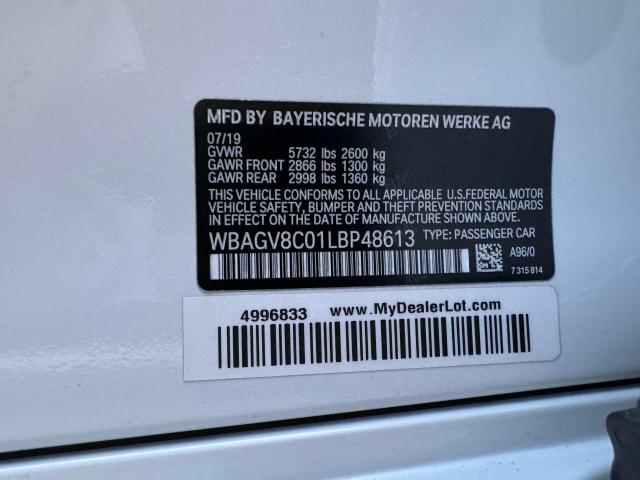 MFD BY BAYERISCHE MOTOREN WERKE AG
07/19
GVWR 5732 lbs 2600 kg
GAWR FRONT 2866 lbs 1300 kg
GAWR REAR 2998 lbs 1360 kg
THIS VEHICLE CONFORMS TO ALL APPLICABLE U.S.FEDERAL MOTOR
VEHICLE SAFETY, BUMPER AND THEFT PREVENTION STANDARDS IN
EFFECT ON THE DATE OF MANUFACTURE SHOWN ABOVE.
WBAGV8C01LBP48613 TYPE: PASSENGER CAR
A96/0
7 315 814
4996833 www.MyDealerLot.com